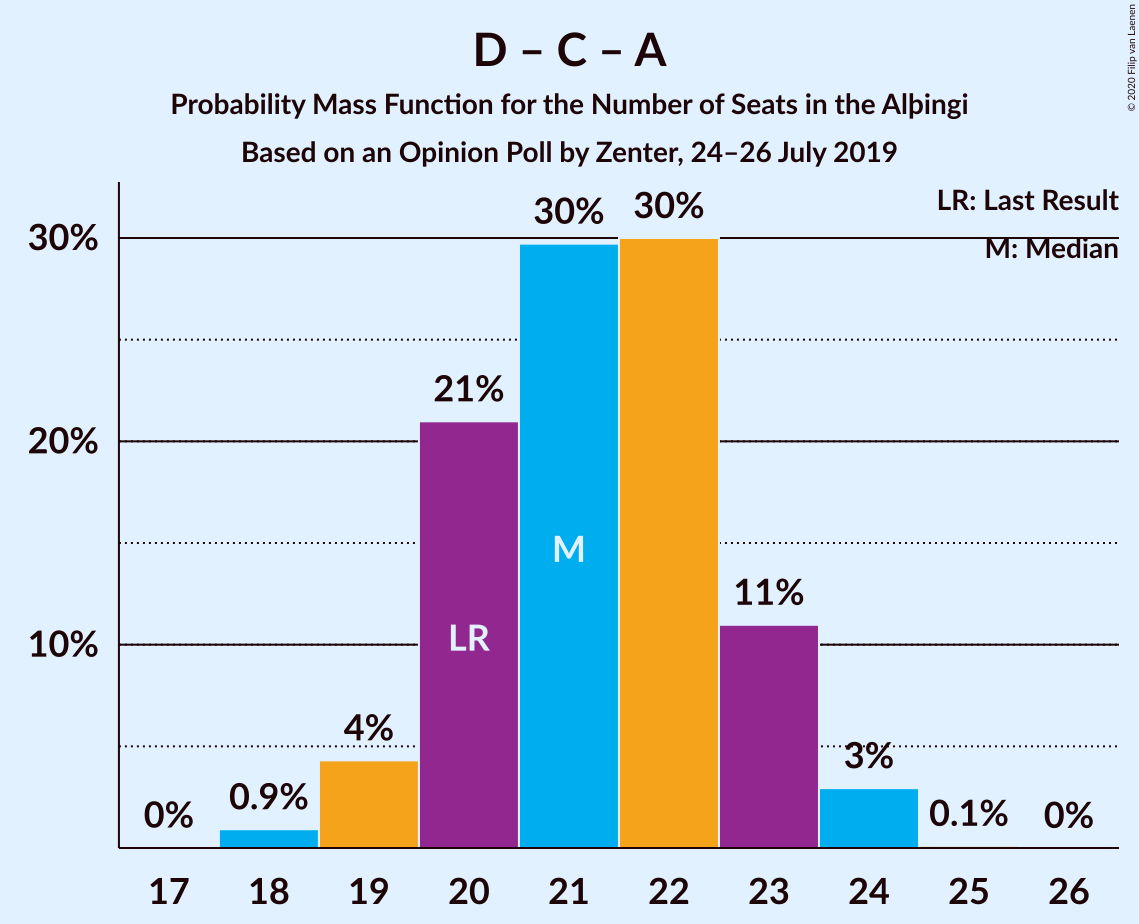 D – C – A
Probability Mass Function for the Number of Seats in the Alþingi
Based on an Opinion Poll by Zenter, 24–26 July 2019
© 2020 Filip van Laenen
LR: Last Result
M: Median
30%
20%
10%
0%
0.9%
4%
21%
30%
30%
11%
3%
0.1%
0%
LR
M
17 18 19 20 21 22 23 24 25 26